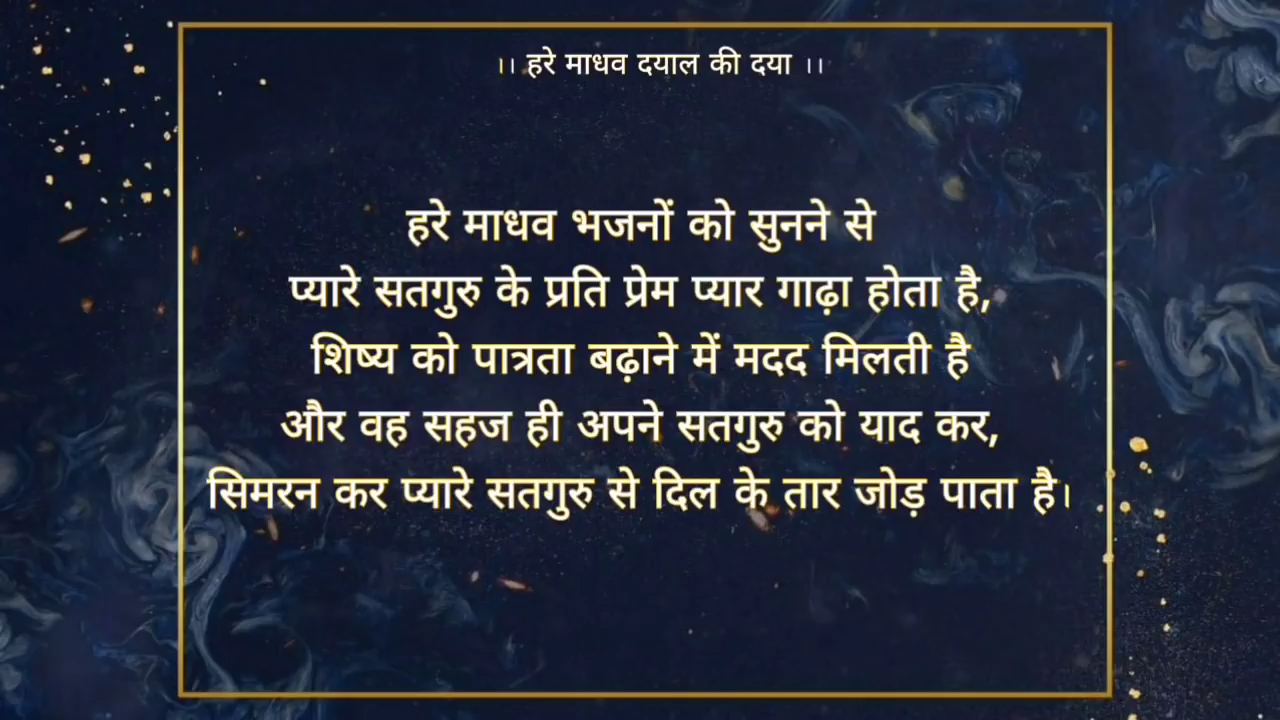 ।। हरे माधव दयाल की दया ।।
हरे माधव भजनों को सुनने से
प्यारे सतगुरु के प्रति प्रेम प्यार गाढ़ा होता है,
शिष्य को पात्रता बढ़ाने में मदद मिलती है
और वह सहज ही अपने सतगुरु को याद कर,
सिमरन कर प्यारे सतगुरु से दिल के तार जोड़ पाता है।